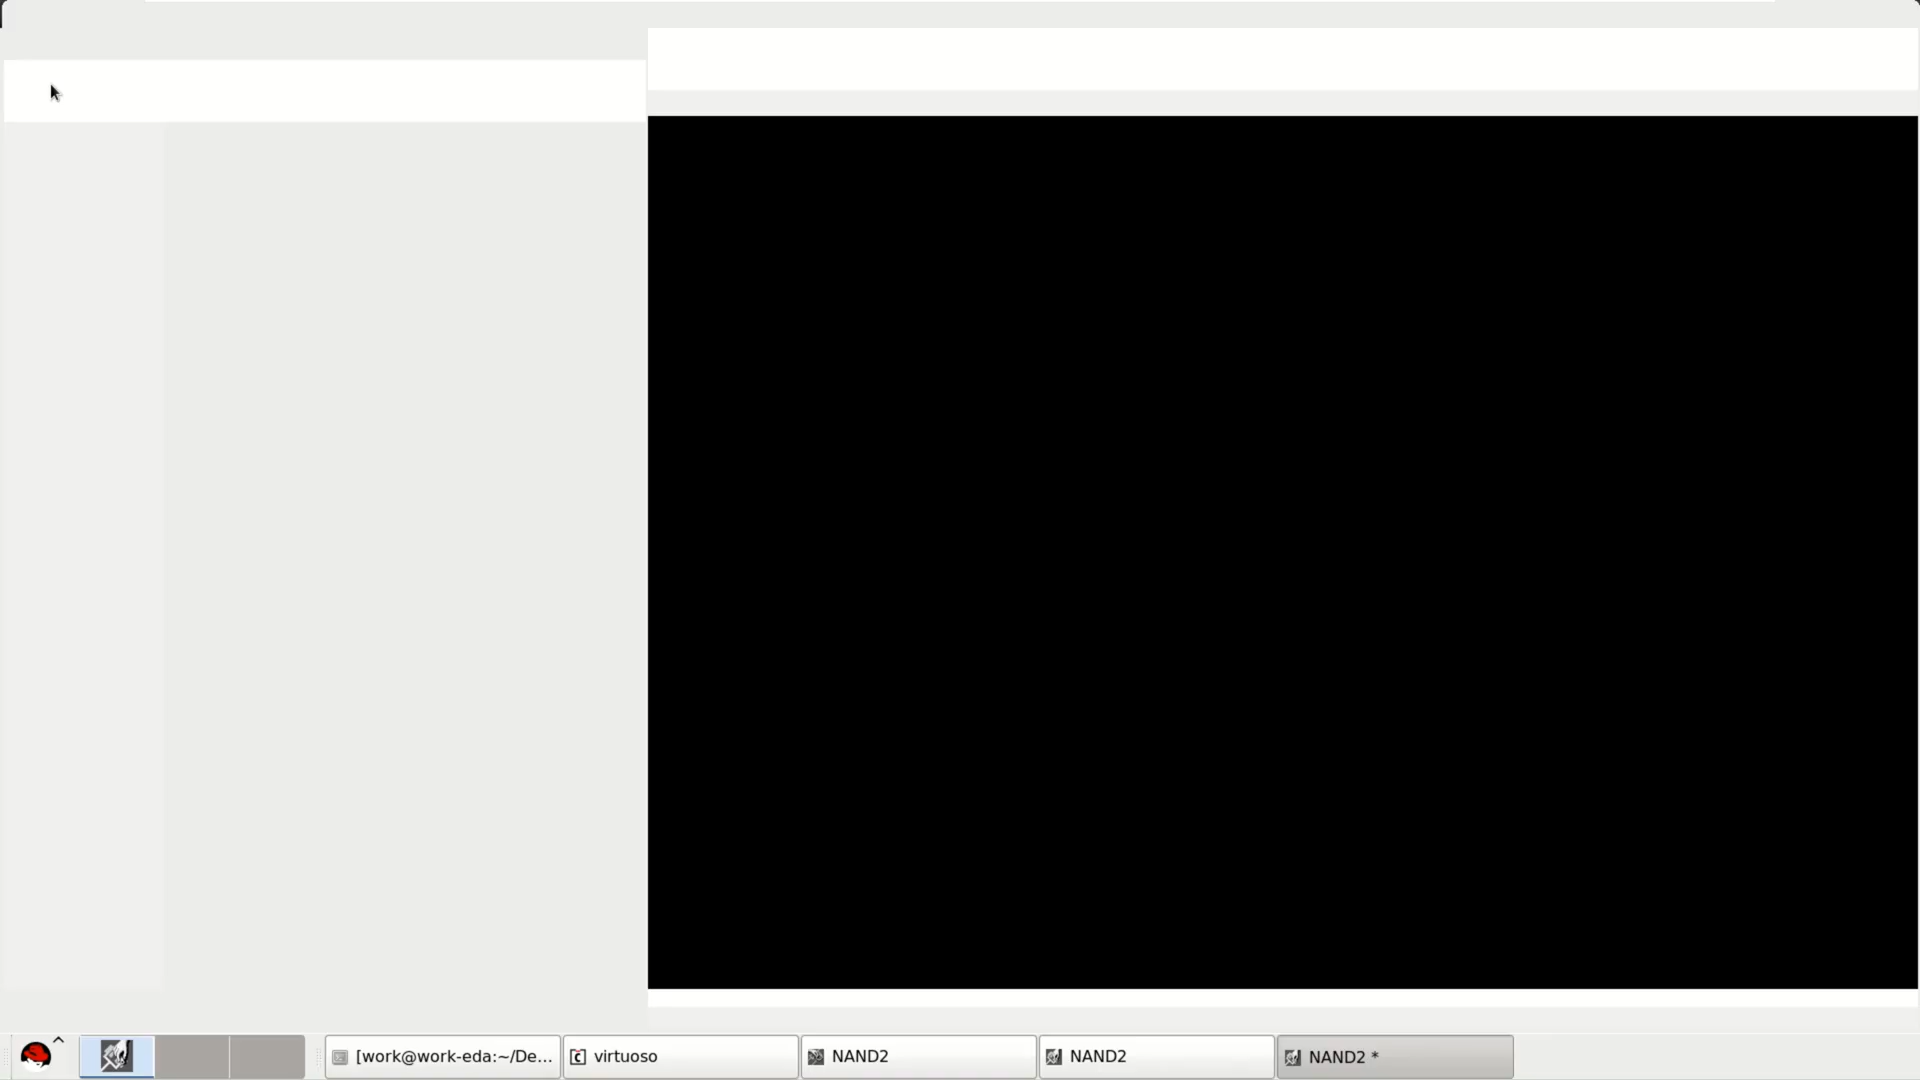 [work@work-eda:~/De...
virtuoso
NAND2
NAND2
NAND2 *